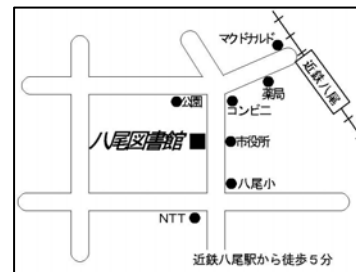 マクドナルド
近鉄八尾
薬局
公園
コンビニ
八尾図書館
市役所
八尾小
NTT
近鉄八尾駅から徒歩５分